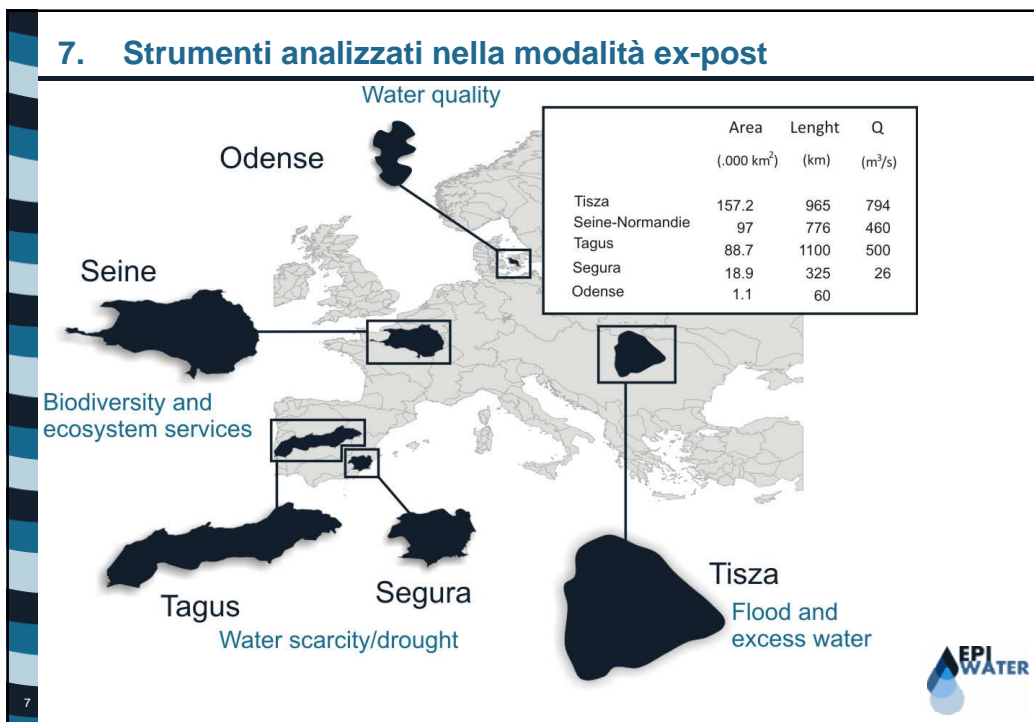 7. Strumenti analizzati nella modalità ex-post
Water quality
Odense
Area Lenght Q
(.000 km²) (km) (m³/s)
Tisza 157.2 965 794
Seine-Normandie 97 776 460
Tagus 88.7 1100 500
Segura 18.9 325 26
Odense 1.1 60
Seine
Biodiversity and
ecosystem services
Tagus
Segura
Water scarcity/drought
Tisza
Flood and
excess water
EPI
WATER
7